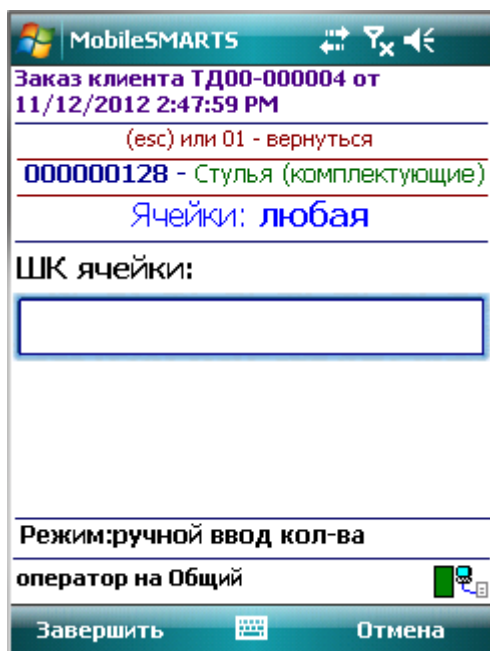 MobileSMARTS
Заказ клиента ТД00-000004 от
11/12/2012 2:47:59 PM
(esc) или 01 - вернуться
000000128 - Стулья (комплектующие)
Ячейки: любая
ШК ячейки:
Режим:ручной ввод кол-ва
оператор на Общий
Завершить Отмена